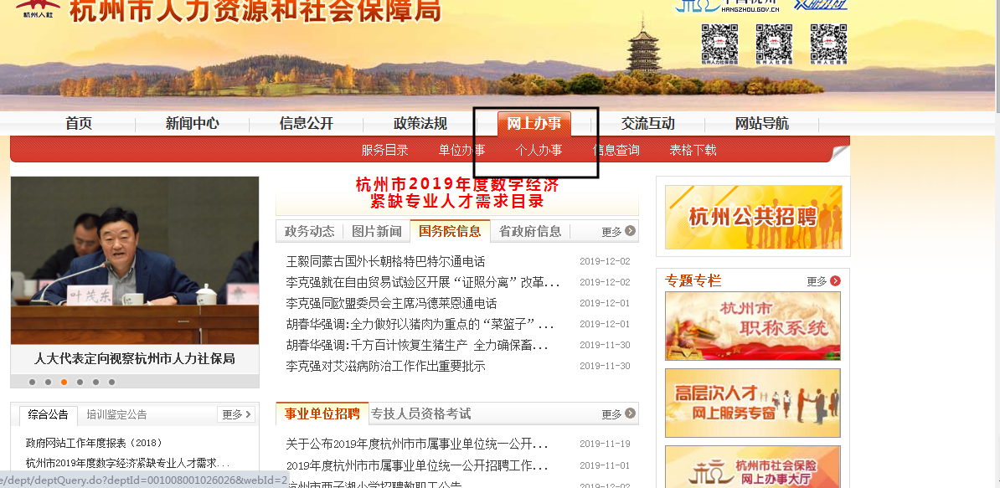 杭州人社
杭州市人力资源和社会保障局
中国杭州
HANGZHOU.GOV.CN
首页 新闻中心 信息公开 政策法规 网上办事 交流互动 网站导航
服务目录 单位办事 个人办事 信息查询 表格下载
叶茂东
人大代表定向视察杭州市人力社保局
综合公告 培训鉴定公告 更多
政府网站工作年度报表（2018）
杭州市2019年度数字经济紧缺专业人才需求...
杭州市2019年度数字经济
紧缺专业人才需求目录
政务动态 图片新闻 国务院信息 省政府信息 更多
王毅同蒙古国外长朝格特巴特尔通电话 2019-12-02
李克强就在自由贸易试验区开展“证照分离”改革... 2019-12-02
李克强同欧盟委员会主席冯德莱恩通电话 2019-12-01
胡春华强调:全力做好以猪肉为重点的“菜篮子”... 2019-12-01
胡春华强调:千方百计恢复生猪生产 全力确保畜... 2019-11-30
李克强对艾滋病防治工作作出重要批示 2019-11-30
事业单位招聘 专技人员资格考试 更多
关于公布2019年度杭州市市属事业单位统一公开... 2019-11-19
2019年度杭州市市属事业单位统一公开招聘工作... 2019-11-01
杭州市西子湖小学招聘教职工公告 2019-12-02
杭州公共招聘
专题专栏 更多
杭州市
职称系统
高层次人才
网上服务专窗
杭州市社会保险
网上办事大厅
e/dept/deptQuery.do?deptId=001008001026026&webId=2